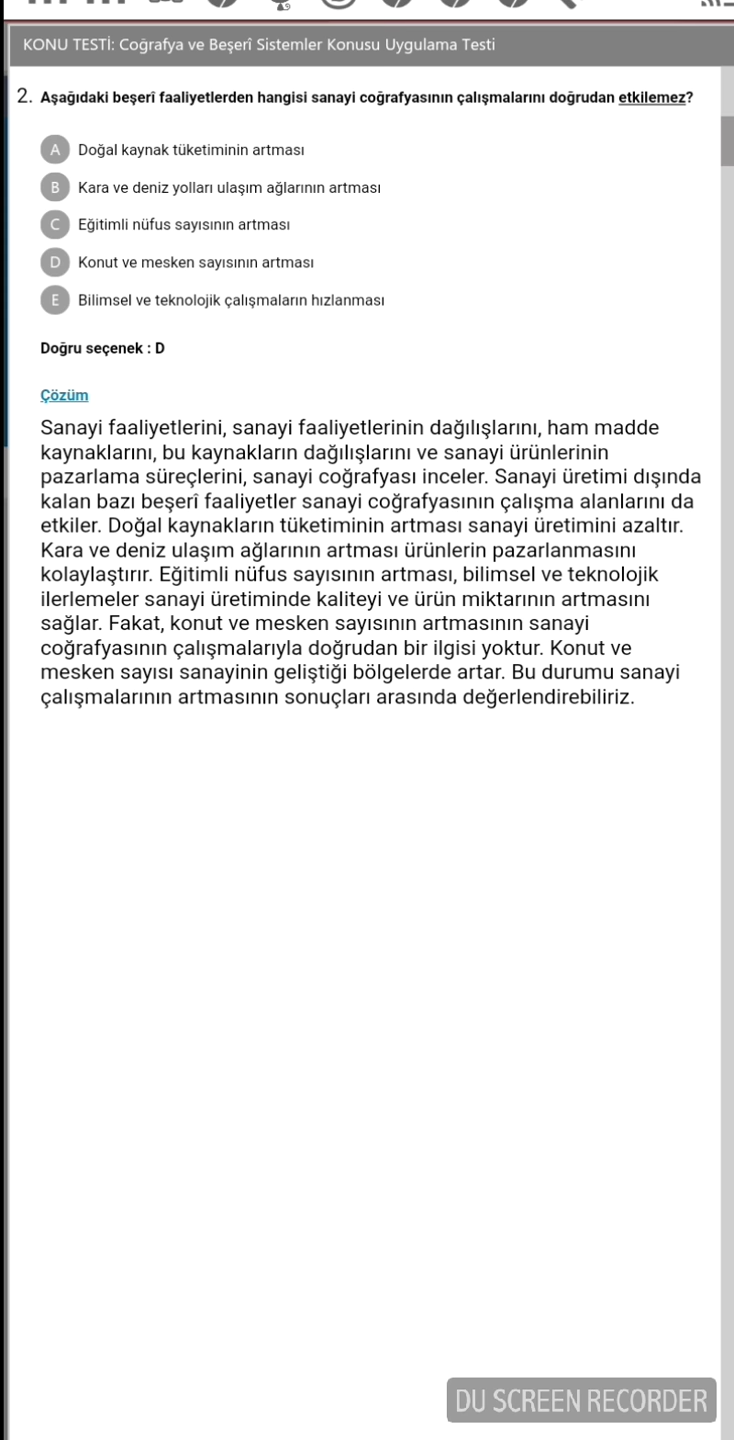 KONU TESTİ: Coğrafya ve Beşerî Sistemler Konusu Uygulama Testi
2. Aşağıdaki beşerî faaliyetlerden hangisi sanayi coğrafyasının çalışmalarını doğrudan etkilemez?
A Doğal kaynak tüketiminin artması
B Kara ve deniz yolları ulaşım ağlarının artması
C Eğitimli nüfus sayısının artması
D Konut ve mesken sayısının artması
E Bilimsel ve teknolojik çalışmaların hızlanması
Doğru seçenek : D
Çözüm
Sanayi faaliyetlerini, sanayi faaliyetlerinin dağılışlarını, ham madde
kaynaklarını, bu kaynakların dağılışlarını ve sanayi ürünlerinin
pazarlama süreçlerini, sanayi coğrafyası inceler. Sanayi üretimi dışında
kalan bazı beşerî faaliyetler sanayi coğrafyasının çalışma alanlarını da
etkiler. Doğal kaynakların tüketiminin artması sanayi üretimini azaltır.
Kara ve deniz ulaşım ağlarının artması ürünlerin pazarlanmasını
kolaylaştırır. Eğitimli nüfus sayısının artması, bilimsel ve teknolojik
ilerlemeler sanayi üretiminde kaliteyi ve ürün miktarının artmasını
sağlar. Fakat, konut ve mesken sayısının artmasının sanayi
coğrafyasının çalışmalarıyla doğrudan bir ilgisi yoktur. Konut ve
mesken sayısı sanayinin geliştiği bölgelerde artar. Bu durumu sanayi
çalışmalarının artmasının sonuçları arasında değerlendirebiliriz.
DU SCREEN RECORDER